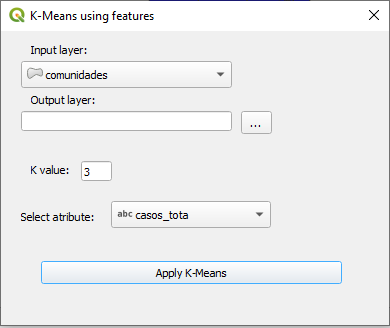 K-Means using features
Input layer:
comunidades
Output layer:
...
K value: 3
Select atribute: abc casos_tota
Apply K-Means